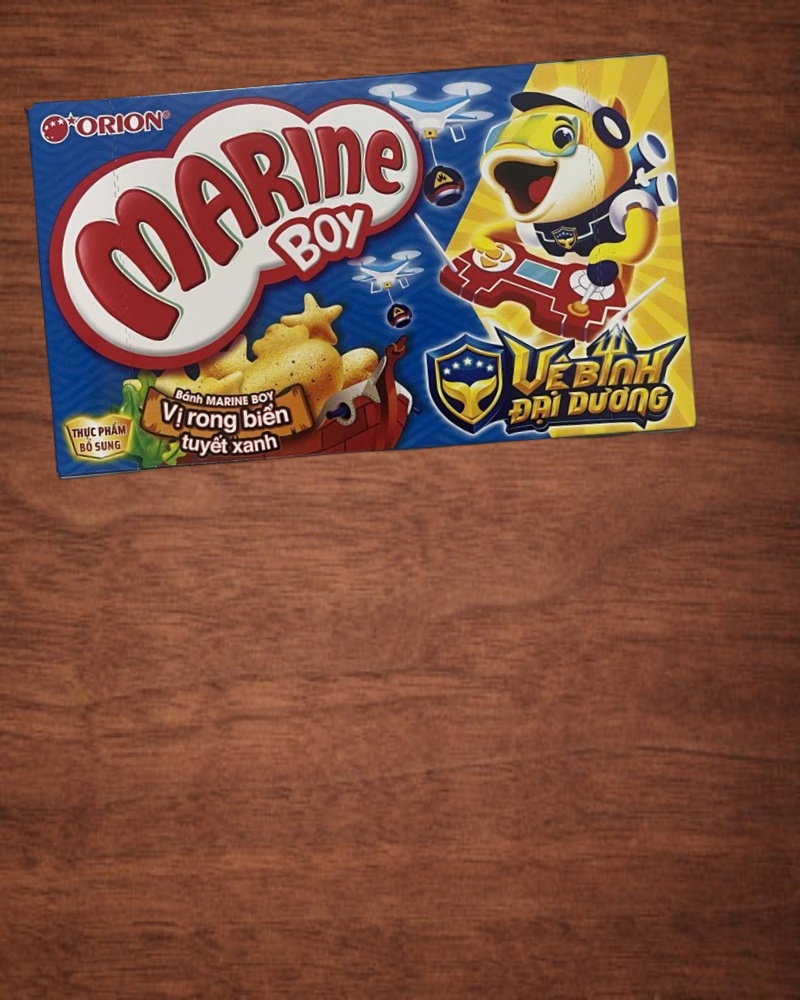 ORION®
MARINE
BOY
Bánh MARINE BOY
Vị rong biển
tuyết xanh
THỰC PHẨM
BỔ SUNG
VỆ BINH
ĐẠI DƯƠNG